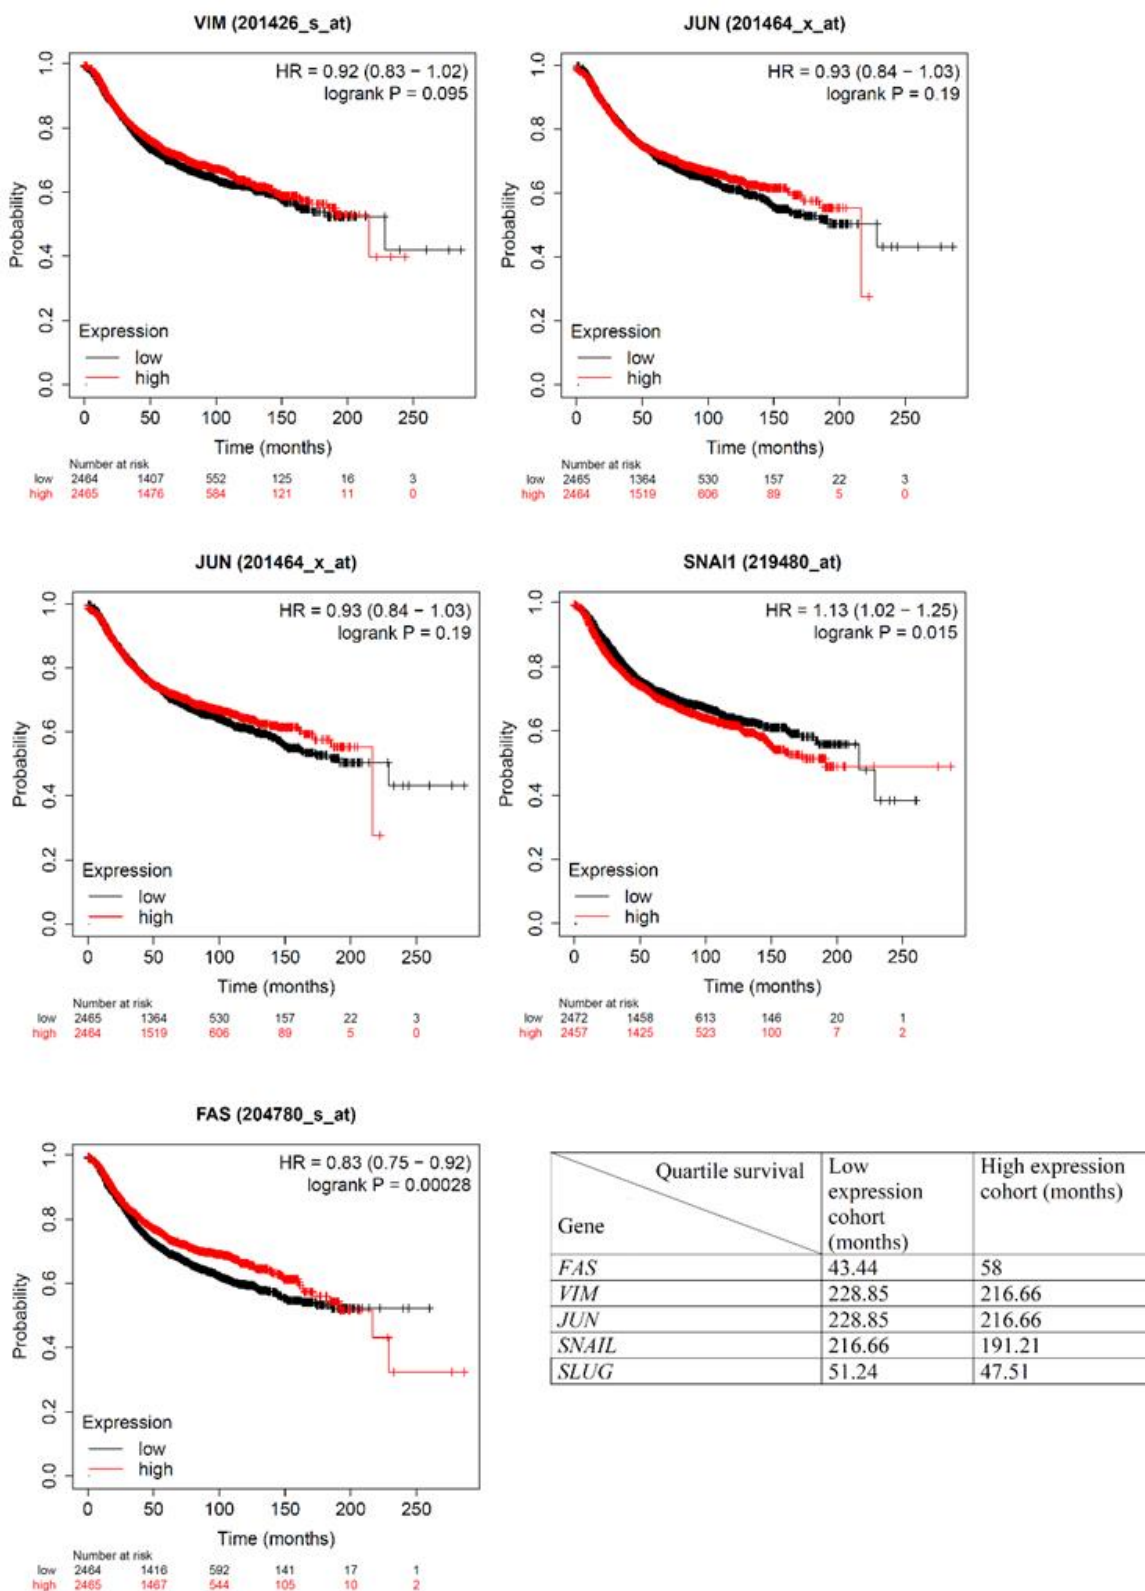 VIM (201426_s_at)
HR = 0.92 (0.83 − 1.02)
logrank P = 0.095
Probability
1.0
0.8
0.6
0.4
0.2
0.0
Expression
low
high
0 50 100 150 200 250
Time (months)
Number at risk
low 2464 1407 552 125 16 3
high 2465 1476 584 121 11 0
JUN (201464_x_at)
HR = 0.93 (0.84 − 1.03)
logrank P = 0.19
Probability
1.0
0.8
0.6
0.4
0.2
0.0
Expression
low
high
0 50 100 150 200 250
Time (months)
Number at risk
low 2465 1364 530 157 22 3
high 2464 1519 606 89 5 0
JUN (201464_x_at)
HR = 0.93 (0.84 − 1.03)
logrank P = 0.19
Probability
1.0
0.8
0.6
0.4
0.2
0.0
Expression
low
high
0 50 100 150 200 250
Time (months)
Number at risk
low 2465 1364 530 157 22 3
high 2464 1519 606 89 5 0
SNAI1 (219480_at)
HR = 1.13 (1.02 − 1.25)
logrank P = 0.015
Probability
1.0
0.8
0.6
0.4
0.2
0.0
Expression
low
high
0 50 100 150 200 250
Time (months)
Number at risk
low 2472 1458 613 146 20 1
high 2457 1425 523 100 7 2
FAS (204780_s_at)
HR = 0.83 (0.75 − 0.92)
logrank P = 0.00028
Probability
1.0
0.8
0.6
0.4
0.2
0.0
Expression
low
high
0 50 100 150 200 250
Time (months)
Number at risk
low 2464 1416 592 141 17 1
high 2465 1467 544 105 10 2
Quartile survival
Gene
Low
expression
cohort
(months)
High expression
cohort (months)
FAS 43.44 58
VIM 228.85 216.66
JUN 228.85 216.66
SNAIL 216.66 191.21
SLUG 51.24 47.51